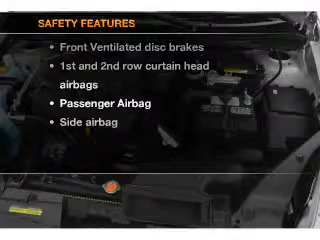 SAFETY FEATURES
• Front Ventilated disc brakes
• 1st and 2nd row curtain head
airbags
• Passenger Airbag
• Side airbag